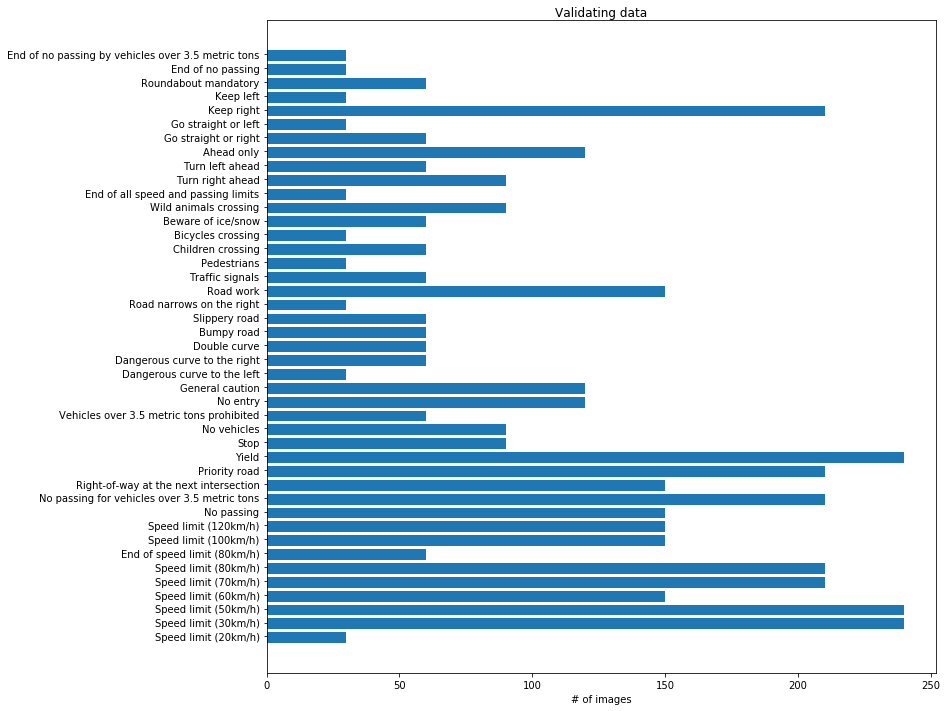 Validating data
End of no passing by vehicles over 3.5 metric tons
End of no passing
Roundabout mandatory
Keep left
Keep right
Go straight or left
Go straight or right
Ahead only
Turn left ahead
Turn right ahead
End of all speed and passing limits
Wild animals crossing
Beware of ice/snow
Bicycles crossing
Children crossing
Pedestrians
Traffic signals
Road work
Road narrows on the right
Slippery road
Bumpy road
Double curve
Dangerous curve to the right
Dangerous curve to the left
General caution
No entry
Vehicles over 3.5 metric tons prohibited
No vehicles
Stop
Yield
Priority road
Right-of-way at the next intersection
No passing for vehicles over 3.5 metric tons
No passing
Speed limit (120km/h)
Speed limit (100km/h)
End of speed limit (80km/h)
Speed limit (80km/h)
Speed limit (70km/h)
Speed limit (60km/h)
Speed limit (50km/h)
Speed limit (30km/h)
Speed limit (20km/h)
0 50 100 150 200 250
# of images